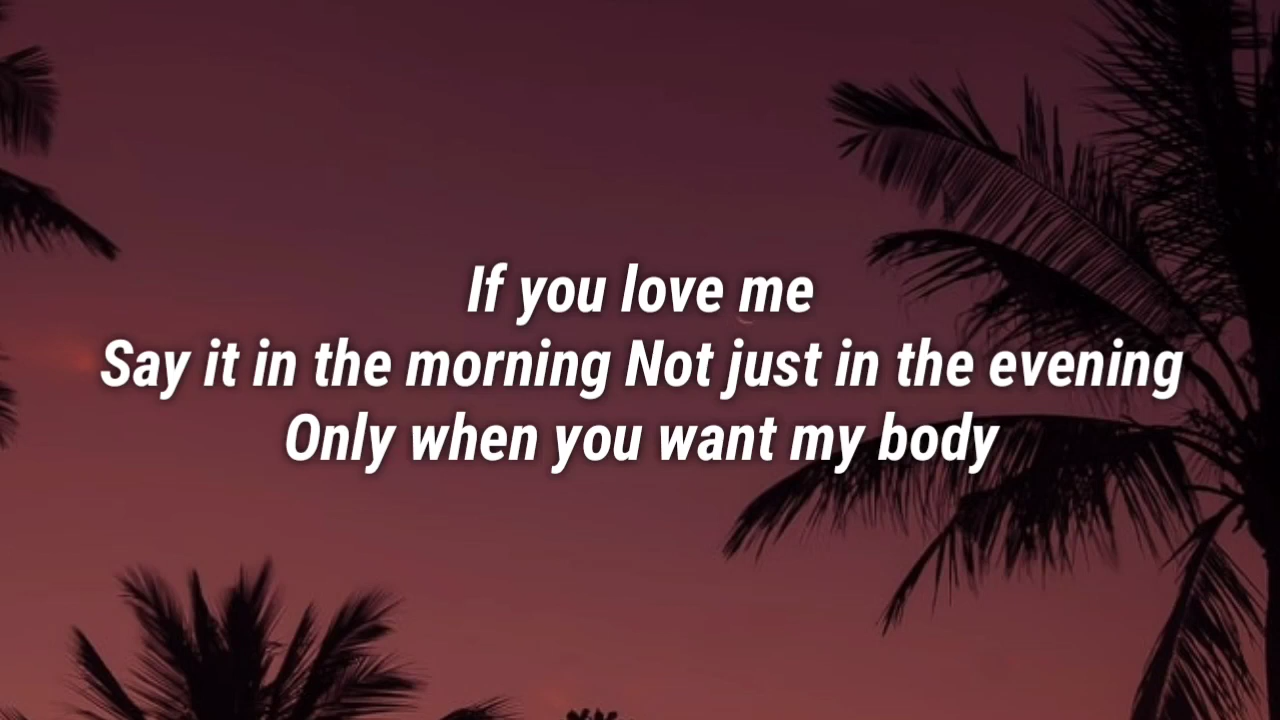 If you love me
Say it in the morning Not just in the evening
Only when you want my body